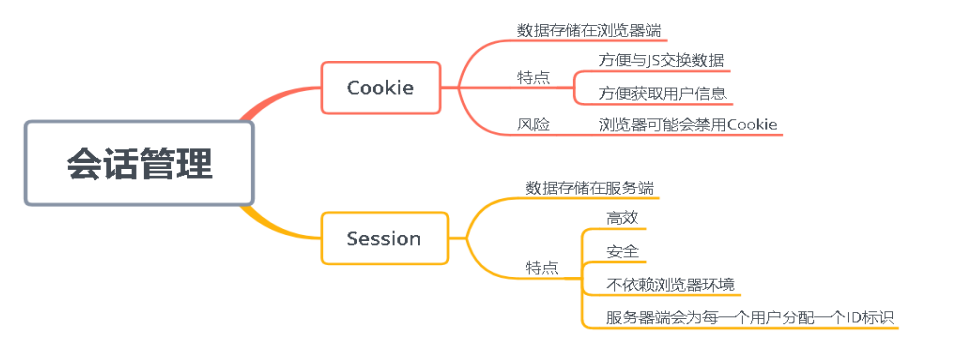 会话管理
Cookie
数据存储在浏览器端
特点
方便与JS交换数据
方便获取用户信息
风险
浏览器可能会禁用Cookie
Session
数据存储在服务端
特点
高效
安全
不依赖浏览器环境
服务器端会为每一个用户分配一个ID标识